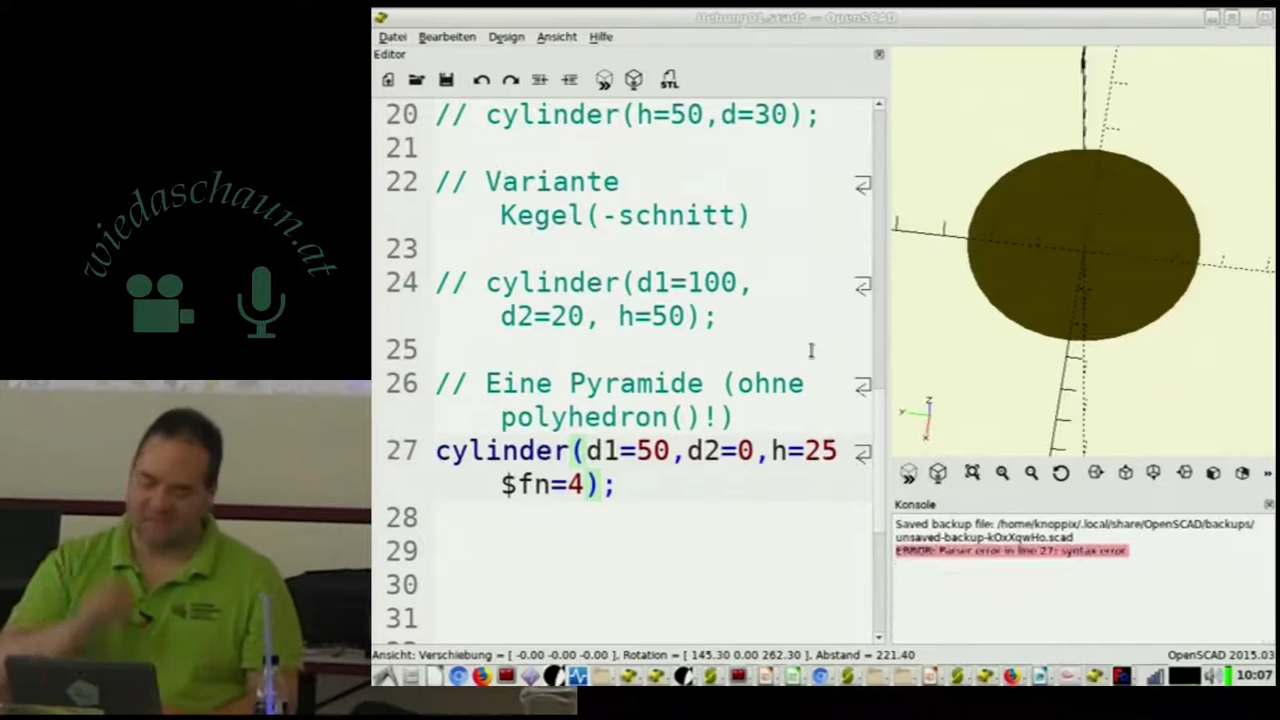 übung01.scad* — OpenSCAD
Datei Bearbeiten Design Ansicht Hilfe
Editor
STL
20 // cylinder(h=50,d=30);
21
22 // Variante
Kegel(-schnitt)
23
24 // cylinder(d1=100,
d2=20, h=50);
25
26 // Eine Pyramide (ohne
polyhedron()!)
27 cylinder(d1=50,d2=0,h=25
$fn=4);
28
29
30
31
wiedaschaun.at
Z
Y
X
Konsole
Saved backup file: /home/knoppix/.local/share/OpenSCAD/backups/
unsaved-backup-kOxXqwHo.scad
ERROR: Parser error in line 27: syntax error
Ansicht: Verschiebung = [ -0.00 -0.00 -0.00 ], Rotation = [ 145.30 0.00 262.30 ], Abstand = 221.40
OpenSCAD 2015.03
10:07